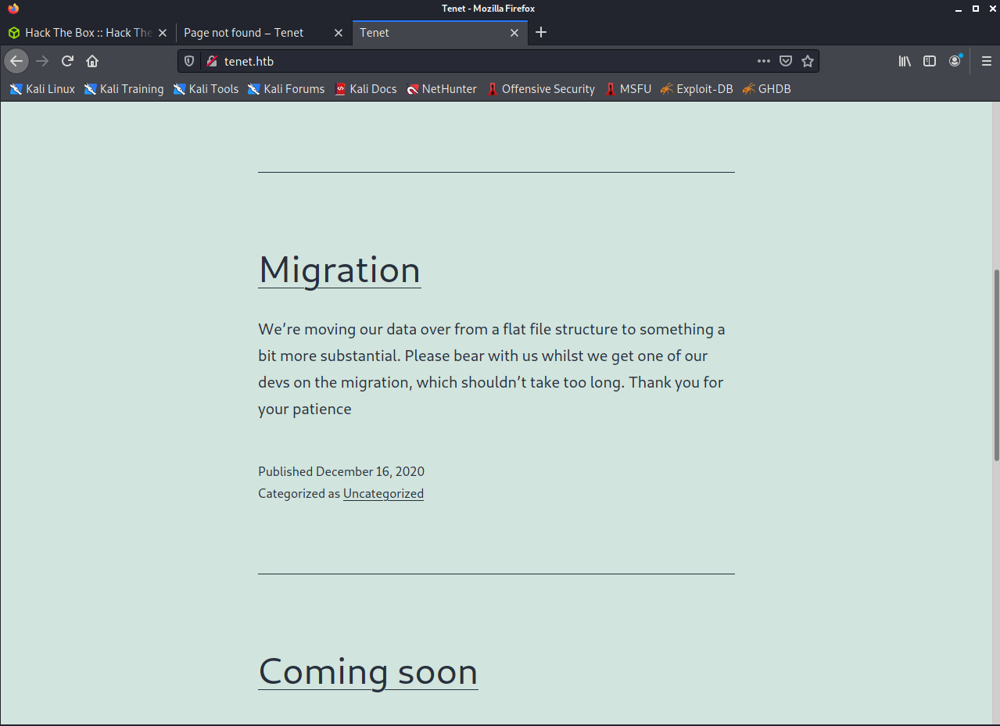 Tenet - Mozilla Firefox
Hack The Box :: Hack The
Page not found – Tenet
Tenet
tenet.htb
Kali Linux
Kali Training
Kali Tools
Kali Forums
Kali Docs
NetHunter
Offensive Security
MSFU
Exploit-DB
GHDB
Migration
We’re moving our data over from a flat file structure to something a
bit more substantial. Please bear with us whilst we get one of our
devs on the migration, which shouldn’t take too long. Thank you for
your patience
Published December 16, 2020
Categorized as Uncategorized
Coming soon